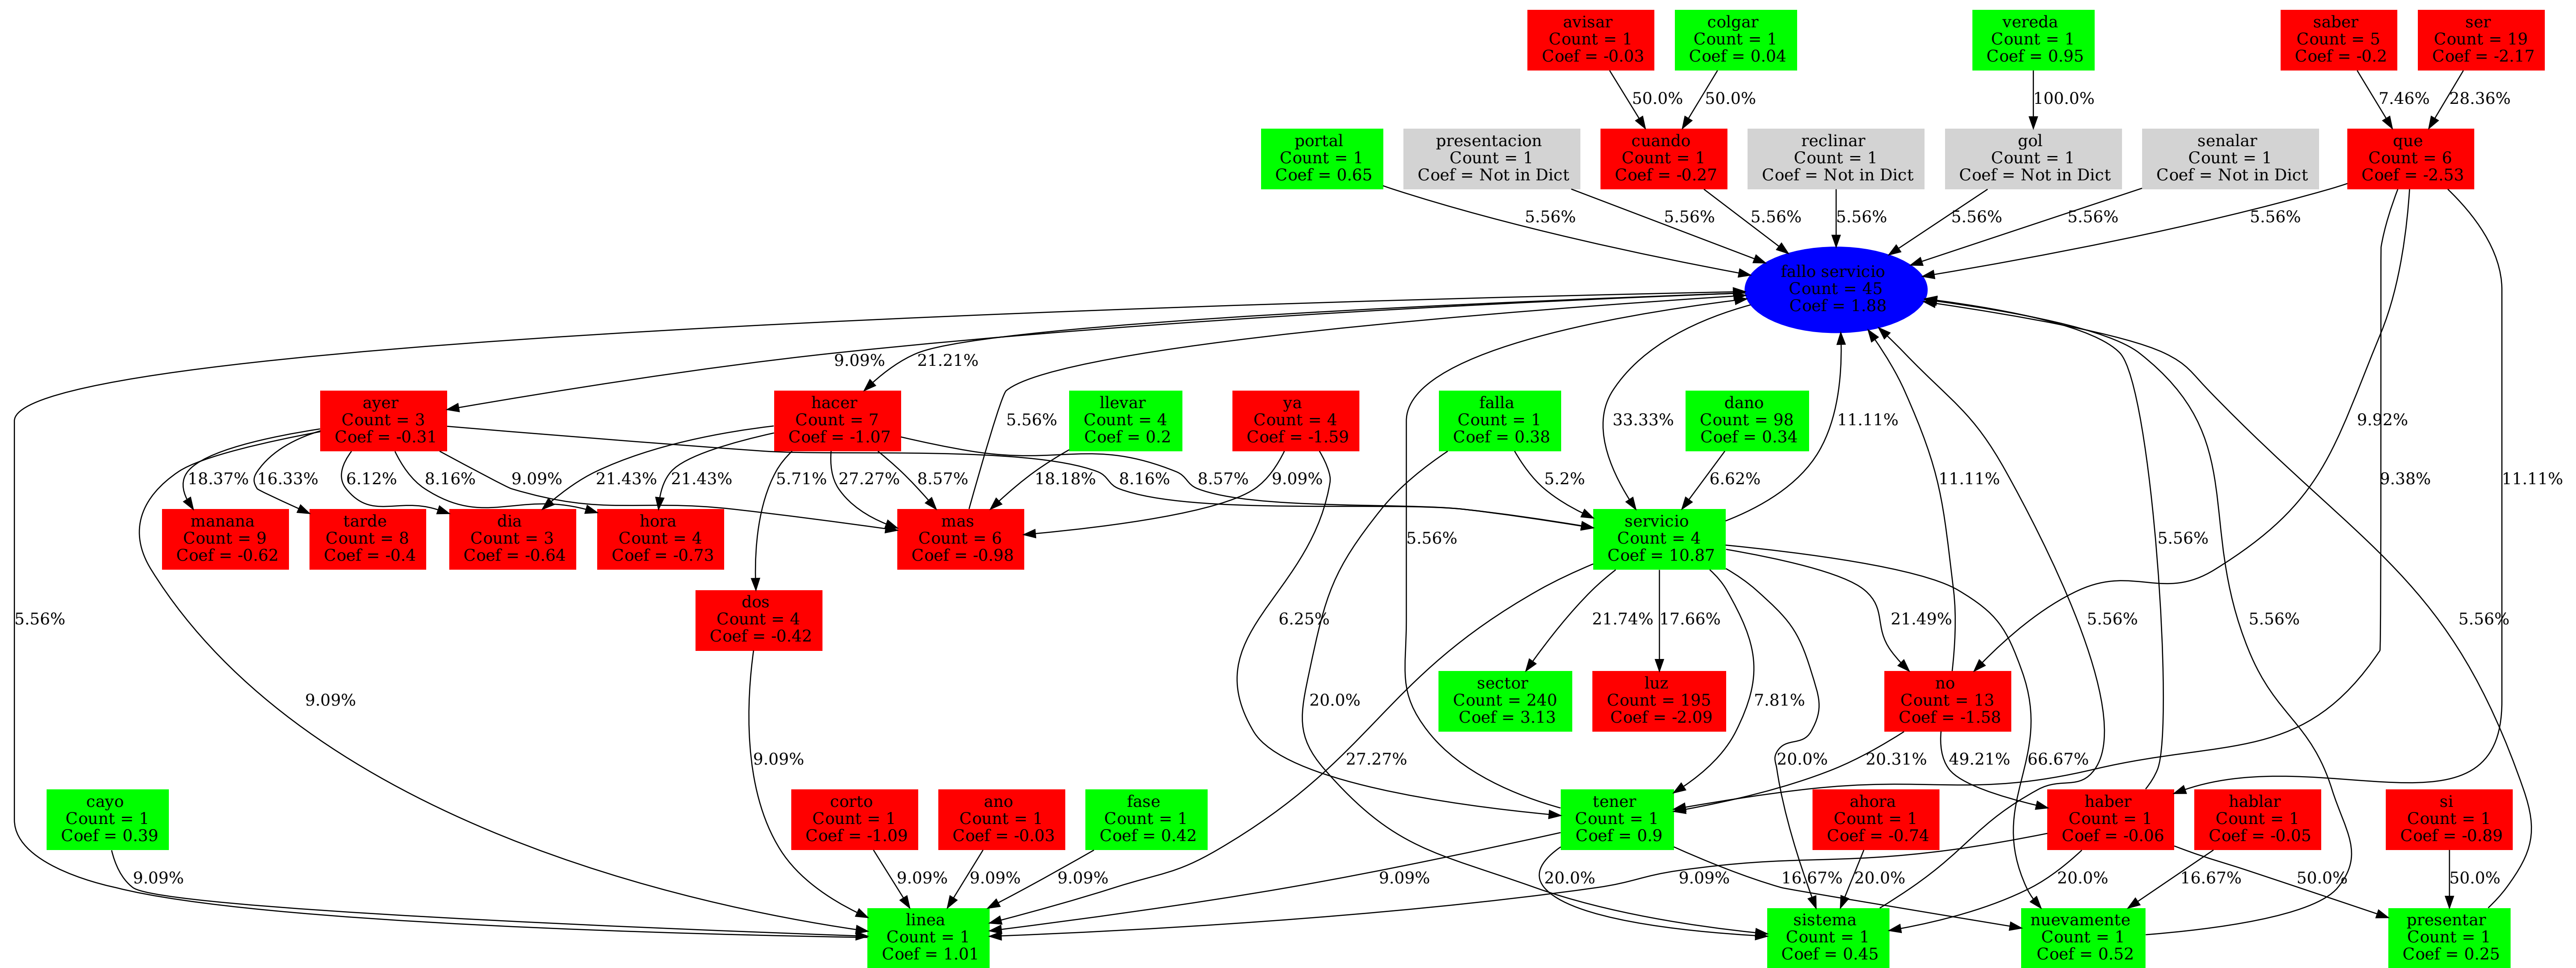 avisar
Count = 1
Coef = -0.03
colgar
Count = 1
Coef = 0.04
vereda
Count = 1
Coef = 0.95
saber
Count = 5
Coef = -0.2
ser
Count = 19
Coef = -2.17
50.0%
50.0%
100.0%
7.46%
28.36%
portal
Count = 1
Coef = 0.65
presentacion
Count = 1
Coef = Not in Dict
cuando
Count = 1
Coef = -0.27
reclinar
Count = 1
Coef = Not in Dict
gol
Count = 1
Coef = Not in Dict
senalar
Count = 1
Coef = Not in Dict
que
Count = 6
Coef = -2.53
5.56%
5.56%
5.56%
5.56%
5.56%
5.56%
5.56%
fallo servicio
Count = 45
Coef = 1.88
9.09%
21.21%
ayer
Count = 3
Coef = -0.31
hacer
Count = 7
Coef = -1.07
5.56%
llevar
Count = 4
Coef = 0.2
ya
Count = 4
Coef = -1.59
falla
Count = 1
Coef = 0.38
33.33%
dano
Count = 98
Coef = 0.34
11.11%
9.92%
18.37%
16.33%
6.12%
8.16%
9.09%
21.43%
21.43%
5.71%
27.27%
8.57%
18.18%
8.16%
8.57%
9.09%
5.56%
5.2%
6.62%
11.11%
5.56%
9.38%
11.11%
manana
Count = 9
Coef = -0.62
tarde
Count = 8
Coef = -0.4
dia
Count = 3
Coef = -0.64
hora
Count = 4
Coef = -0.73
mas
Count = 6
Coef = -0.98
servicio
Count = 4
Coef = 10.87
5.56%
dos
Count = 4
Coef = -0.42
6.25%
21.74%
17.66%
21.49%
5.56%
5.56%
5.56%
9.09%
20.0%
sector
Count = 240
Coef = 3.13
luz
Count = 195
Coef = -2.09
7.81%
no
Count = 13
Coef = -1.58
9.09%
27.27%
20.0%
20.31%
49.21%
66.67%
cayo
Count = 1
Coef = 0.39
corto
Count = 1
Coef = -1.09
ano
Count = 1
Coef = -0.03
fase
Count = 1
Coef = 0.42
tener
Count = 1
Coef = 0.9
ahora
Count = 1
Coef = -0.74
haber
Count = 1
Coef = -0.06
hablar
Count = 1
Coef = -0.05
si
Count = 1
Coef = -0.89
9.09%
9.09%
9.09%
9.09%
9.09%
20.0%
9.09%
16.67%
20.0%
20.0%
16.67%
50.0%
50.0%
linea
Count = 1
Coef = 1.01
sistema
Count = 1
Coef = 0.45
nuevamente
Count = 1
Coef = 0.52
presentar
Count = 1
Coef = 0.25